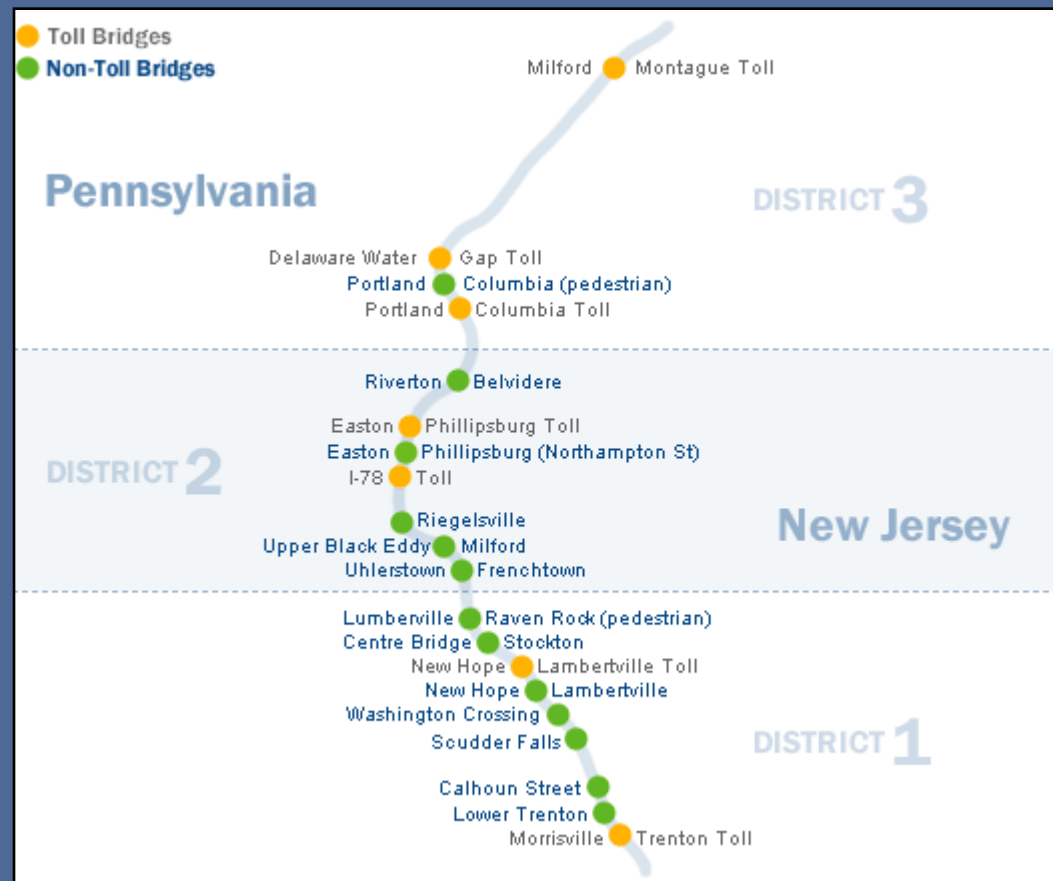 Toll Bridges
Non-Toll Bridges
Milford Montague Toll
Pennsylvania
DISTRICT 3
Delaware Water Gap Toll
Portland Columbia (pedestrian)
Portland Columbia Toll
Riverton Belvidere
Easton Phillipsburg Toll
Easton Phillipsburg (Northampton St)
DISTRICT 2
I-78 Toll
Riegelsville
New Jersey
Upper Black Eddy Milford
Uhlerstown Frenchtown
Lumberville Raven Rock (pedestrian)
Centre Bridge Stockton
New Hope Lambertville Toll
New Hope Lambertville
Washington Crossing
Scudder Falls
DISTRICT 1
Calhoun Street
Lower Trenton
Morrisville Trenton Toll